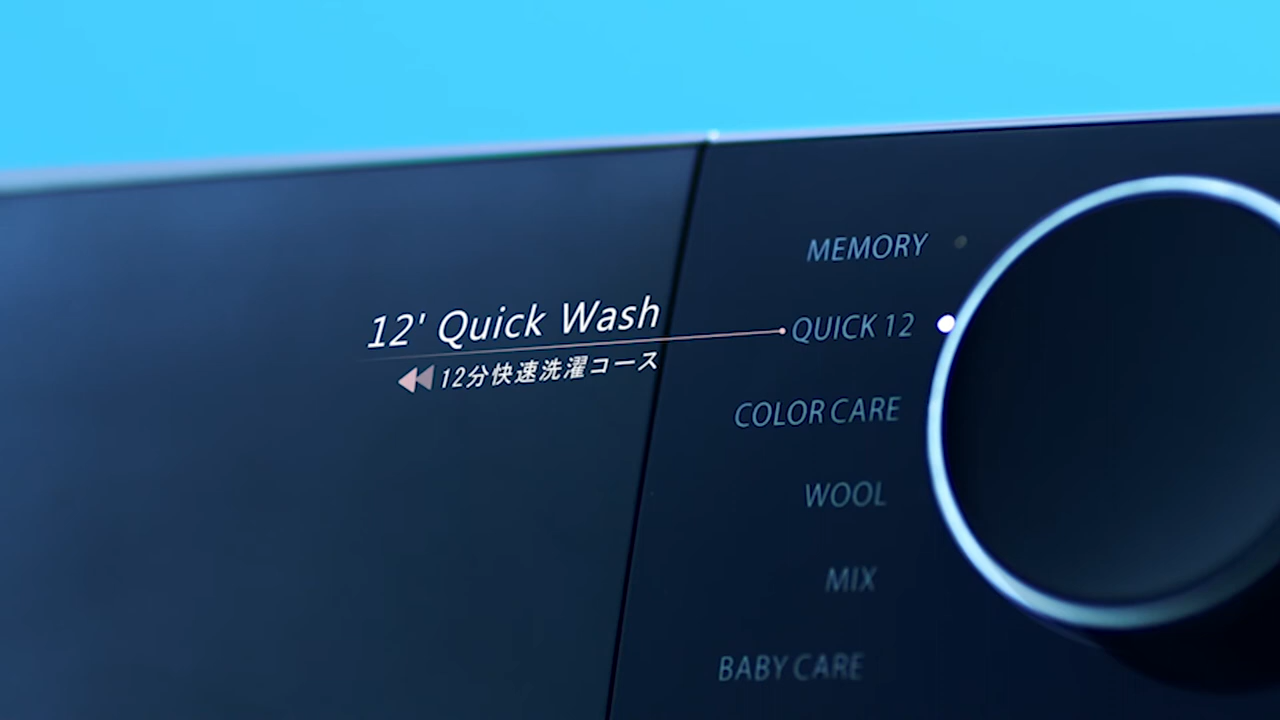 MEMORY
12' Quick Wash
QUICK 12
12分快速洗濯コース
COLOR CARE
WOOL
MIX
BABY CARE